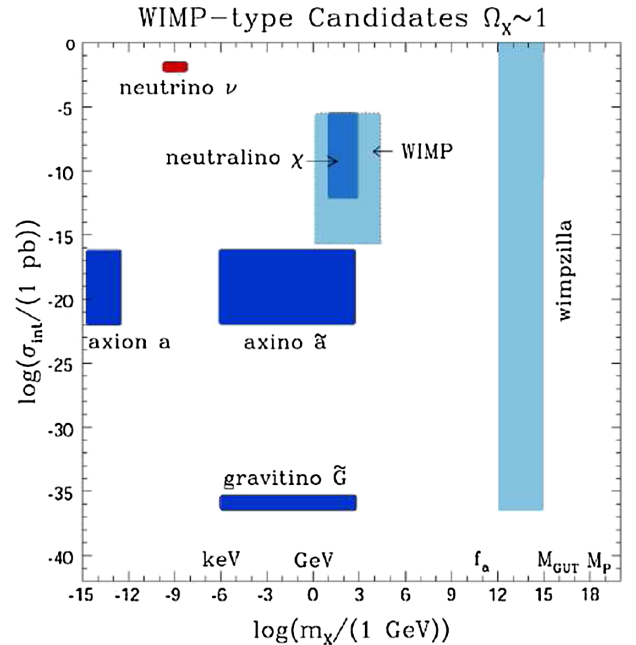 WIMP-type Candidates Ω_X~1
0
-5
-10
-15
-20
-25
-30
-35
-40
log(σ_int/(1 pb))
neutrino ν
neutralino χ
WIMP
axion a
axino ã
wimpzilla
gravitino G̃
keV GeV f_a M_GUT M_P
-15 -12 -9 -6 -3 0 3 6 9 12 15 18
log(m_X/(1 GeV))